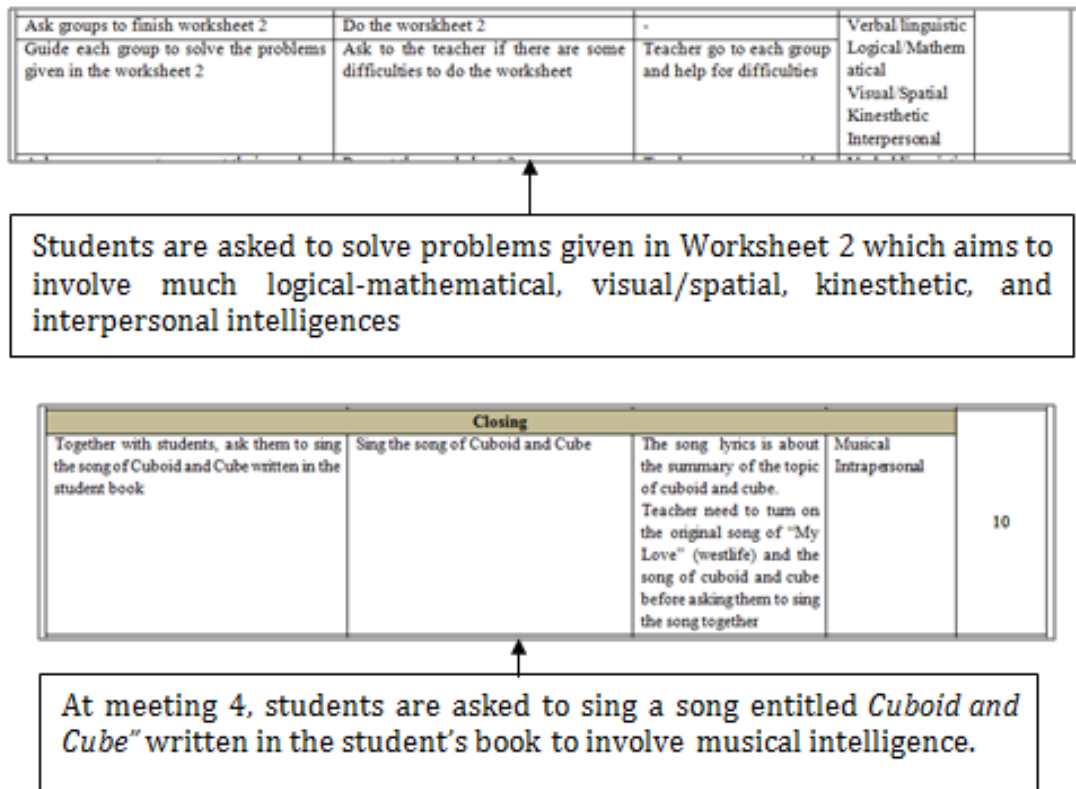 Ask groups to finish worksheet 2
Do the worskheet 2
-
Verbal/linguistic
Logical/Mathem
atical
Visual/Spatial
Kinesthetic
Interpersonal
Guide each group to solve the problems
given in the worksheet 2
Ask to the teacher if there are some
difficulties to do the worksheet
Teacher go to each group
and help for difficulties
Students are asked to solve problems given in Worksheet 2 which aims to
involve much logical-mathematical, visual/spatial, kinesthetic, and
interpersonal intelligences
Closing
Together with students, ask them to sing
the song of Cuboid and Cube written in the
student book
Sing the song of Cuboid and Cube
The song lyrics is about
the summary of the topic
of cuboid and cube.
Teacher need to turn on
the original song of “My
Love” (westlife) and the
song of cuboid and cube
before asking them to sing
the song together
Musical
Intrapersonal
10
At meeting 4, students are asked to sing a song entitled Cuboid and
Cube” written in the student’s book to involve musical intelligence.